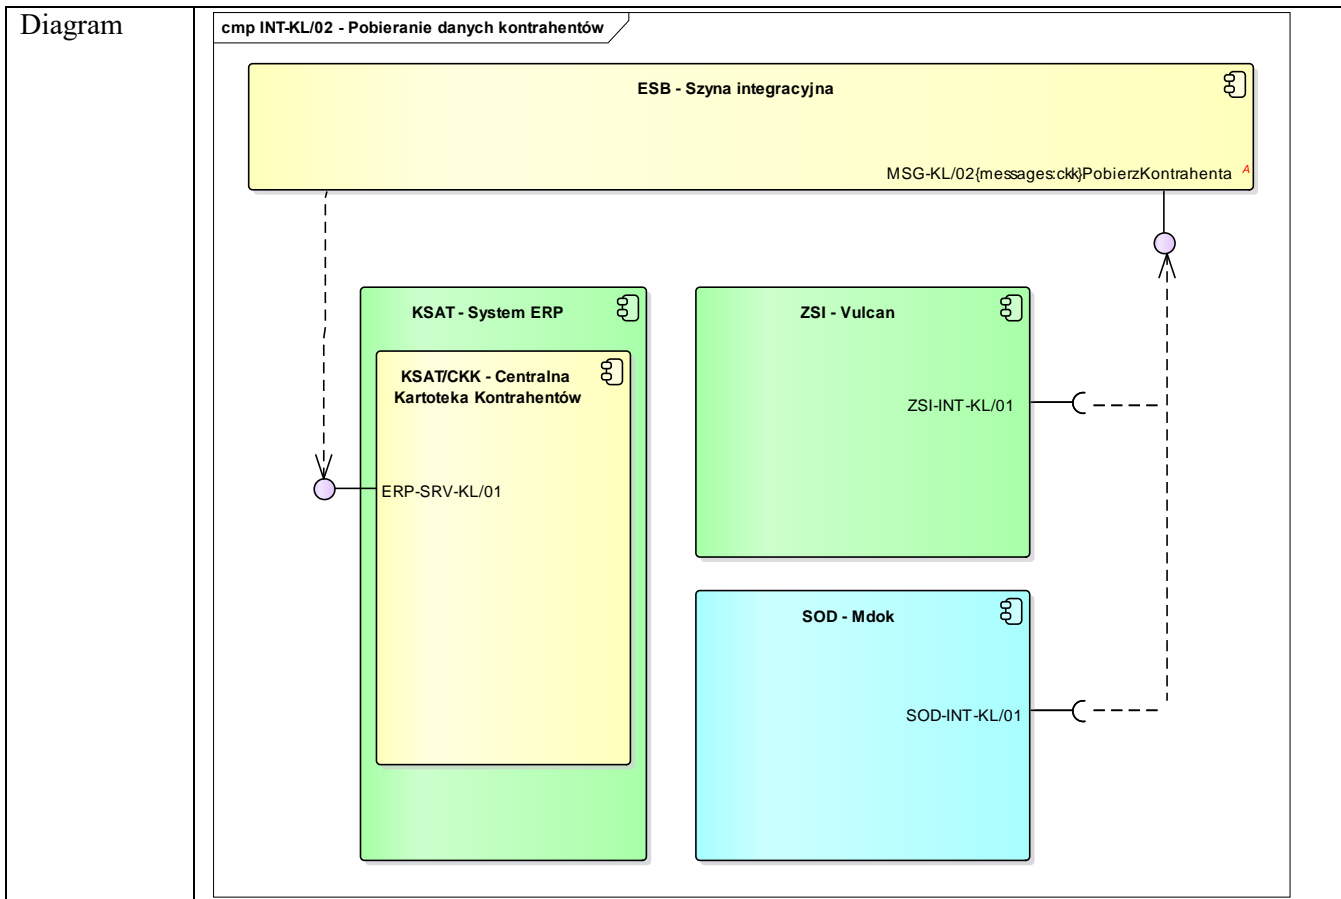 Diagram
cmp INT-KL/02 - Pobieranie danych kontrahentów
ESB - Szyna integracyjna
MSG-KL/02{messages:ckk}PobierzKontrahenta A
KSAT - System ERP
KSAT/CKK - Centralna
Kartoteka Kontrahentów
ERP-SRV-KL/01
ZSI - Vulcan
ZSI-INT-KL/01
SOD - Mdok
SOD-INT-KL/01